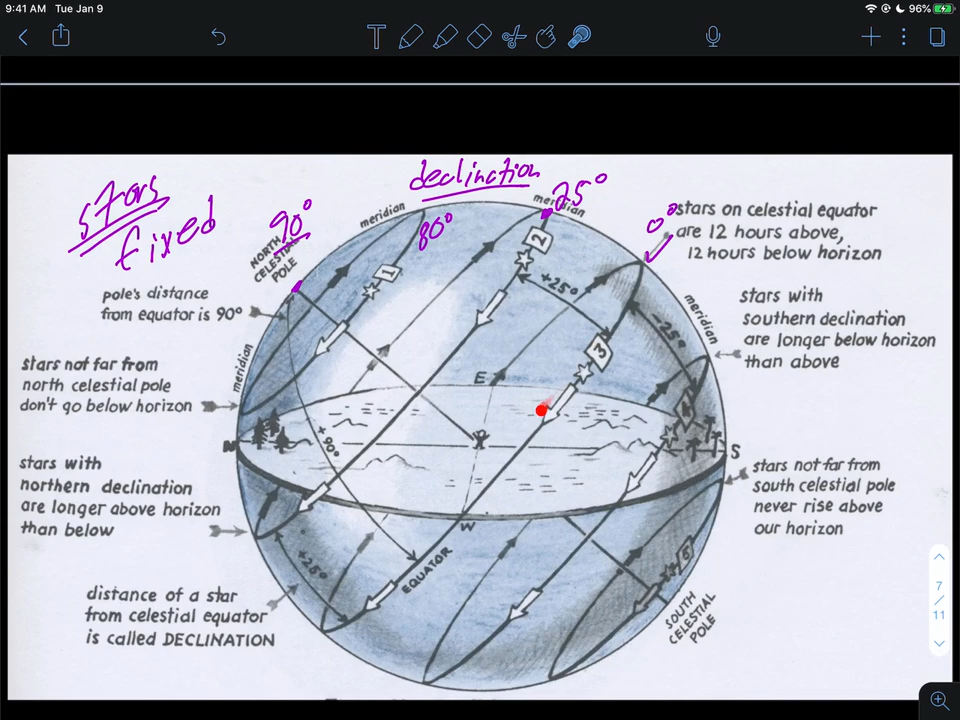 9:41 AM Tue Jan 9
96%
T
declination
stars
fixed
90°
80°
25°
0°
meridian
meridian
NORTH
CELESTIAL
POLE
stars on celestial equator
are 12 hours above,
12 hours below horizon
pole's distance
from equator is 90°
1
2
+25°
3
-25°
meridian
stars with
southern declination
are longer below horizon
than above
meridian
stars not far from
north celestial pole
don't go below horizon
E
N
+90°
S
W
stars with
northern declination
are longer above horizon
than below
stars not far from
south celestial pole
never rise above
our horizon
+25°
EQUATOR
5
distance of a star
from celestial equator
is called DECLINATION
SOUTH
CELESTIAL
POLE
7
/
11